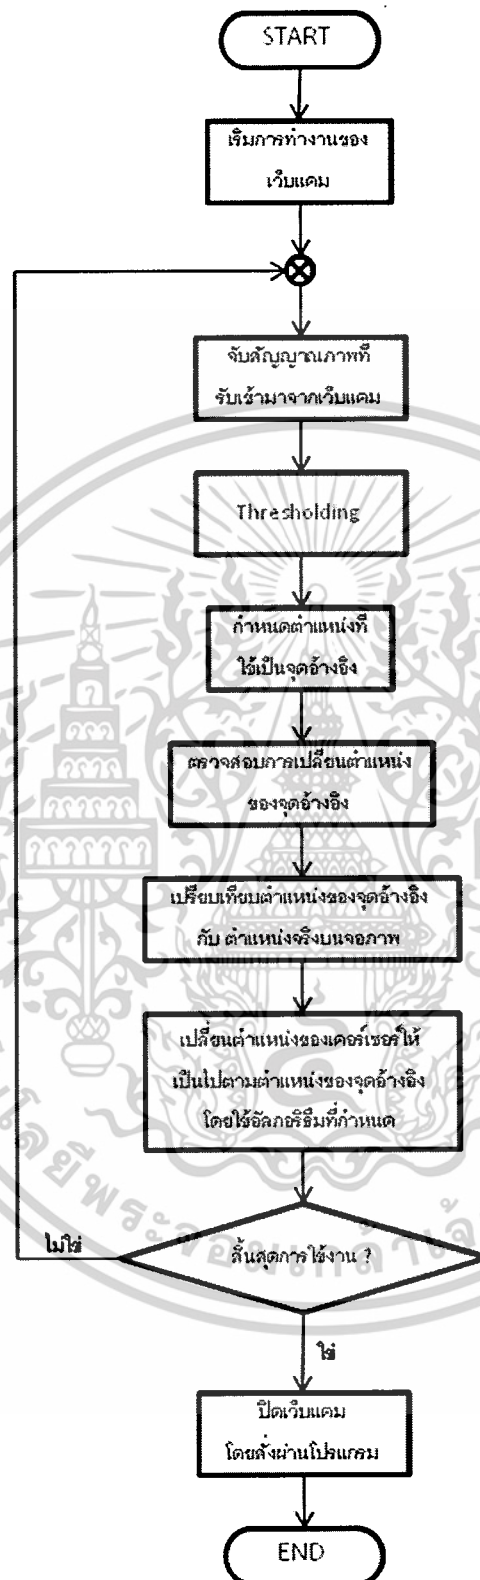 START
เริ่มการทำงานของ
เว็บแคม
จับสัญญาณภาพที่
รับเข้ามาจากเว็บแคม
Thresholding
กำหนดตำแหน่งที่
ใช้เป็นจุดอ้างอิง
ตรวจสอบการเปลี่ยนตำแหน่ง
ของจุดอ้างอิง
เปรียบเทียบตำแหน่งของจุดอ้างอิง
กับ ตำแหน่งจริงบนจอภาพ
เปลี่ยนตำแหน่งของเคอร์เซอร์ให้
เป็นไปตามตำแหน่งของจุดอ้างอิง
โดยใช้อัลกอริธึมที่กำหนด
ไม่ใช่
สิ้นสุดการใช้งาน ?
ใช่
ปิดเว็บแคม
โดยสั่งผ่านโปรแกรม
END